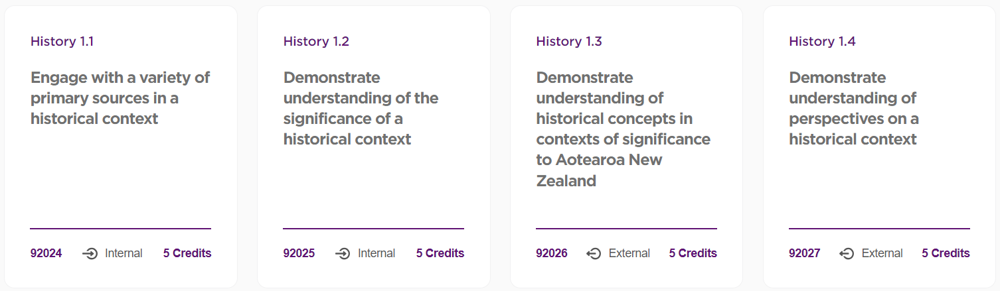 History 1.1
Engage with a variety of
primary sources in a
historical context
92024 Internal 5 Credits
History 1.2
Demonstrate
understanding of the
significance of a
historical context
92025 Internal 5 Credits
History 1.3
Demonstrate
understanding of
historical concepts in
contexts of significance
to Aotearoa New
Zealand
92026 External 5 Credits
History 1.4
Demonstrate
understanding of
perspectives on a
historical context
92027 External 5 Credits